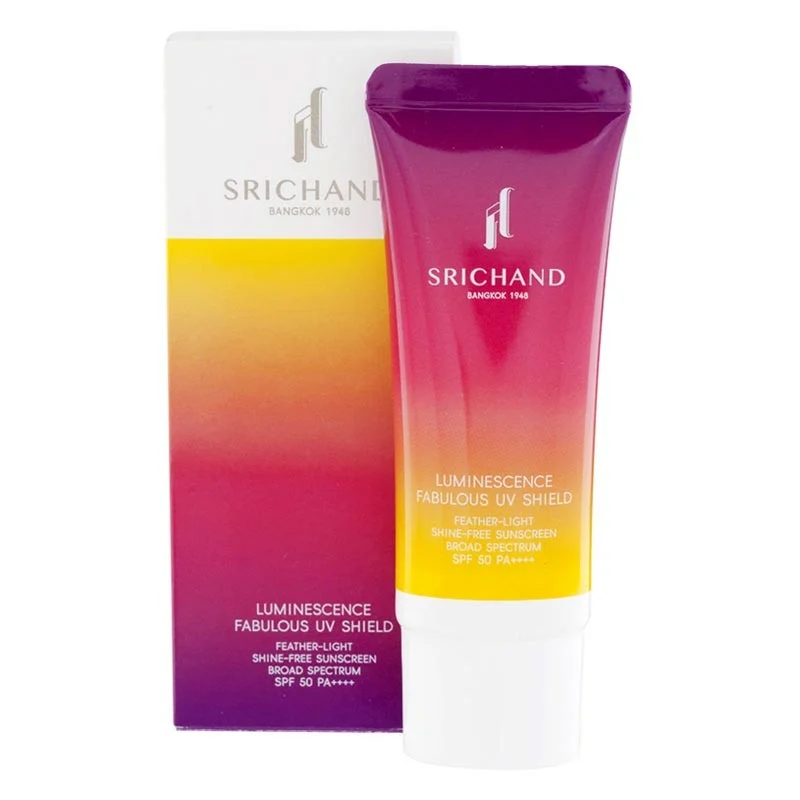 SRICHAND
BANGKOK 1948
LUMINESCENCE
FABULOUS UV SHIELD
FEATHER-LIGHT
SHINE-FREE SUNSCREEN
BROAD SPECTRUM
SPF 50 PA++++
SRICHAND
BANGKOK 1948
LUMINESCENCE
FABULOUS UV SHIELD
FEATHER-LIGHT
SHINE-FREE SUNSCREEN
BROAD SPECTRUM
SPF 50 PA++++